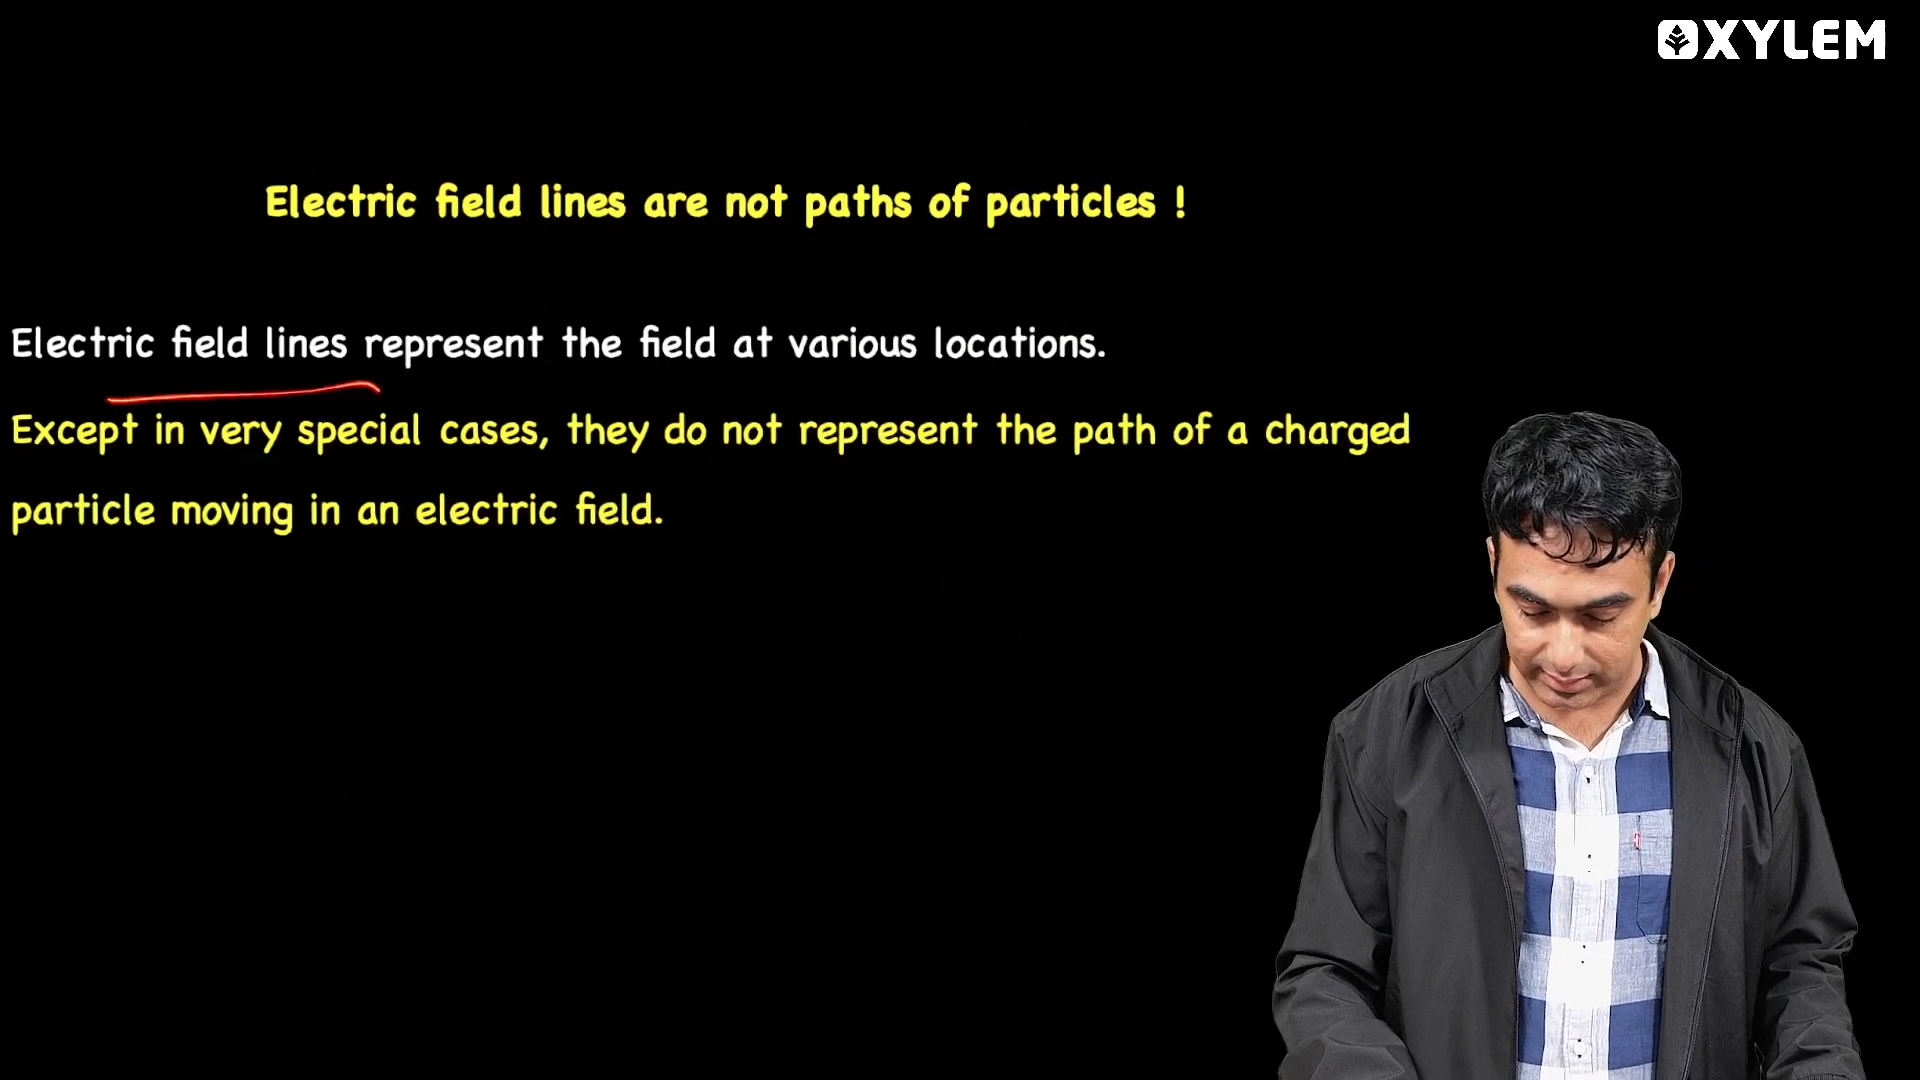 XYLEM
Electric field lines are not paths of particles !
Electric field lines represent the field at various locations.
Except in very special cases, they do not represent the path of a charged
particle moving in an electric field.